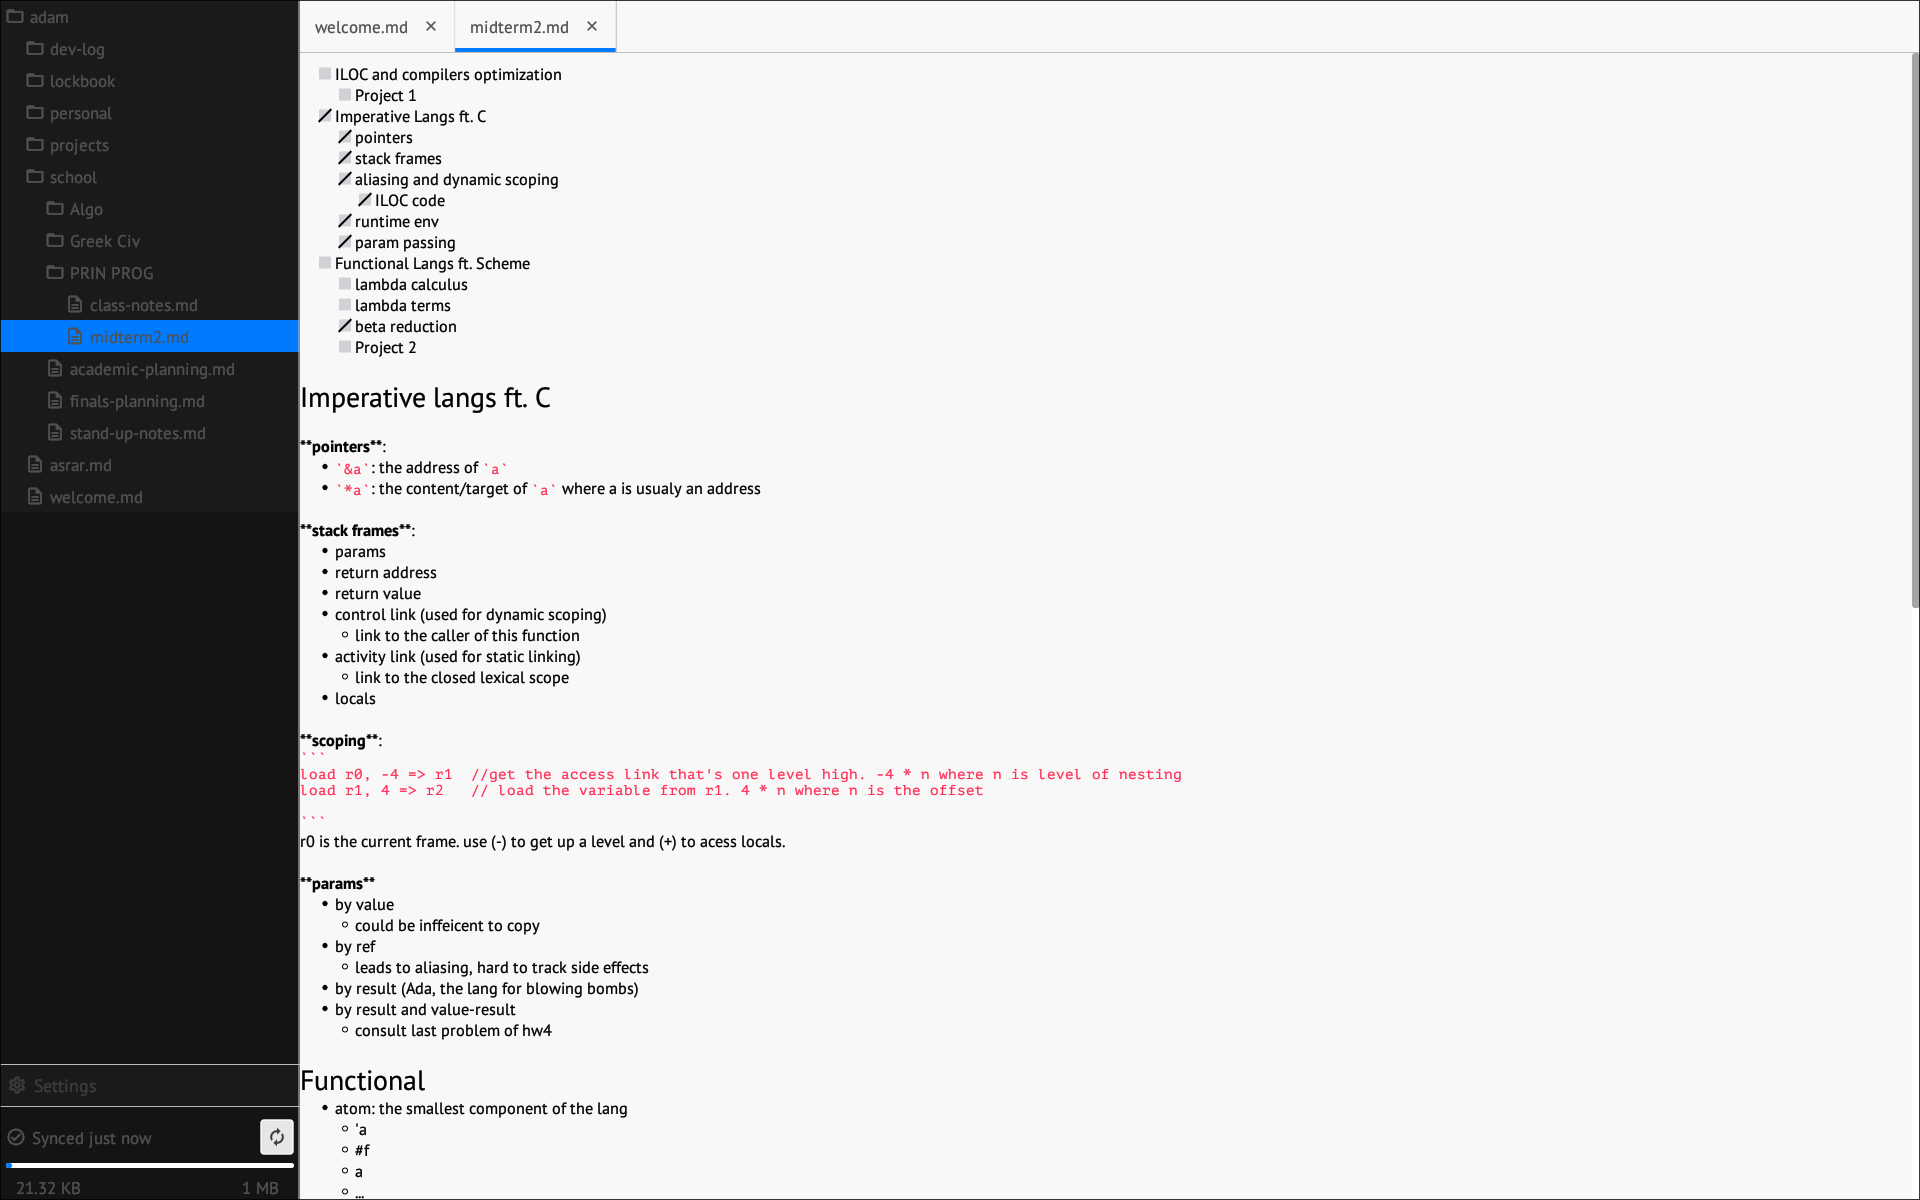 adam
dev-log
lockbook
personal
projects
school
Algo
Greek Civ
PRIN PROG
class-notes.md
midterm2.md
academic-planning.md
finals-planning.md
stand-up-notes.md
asrar.md
welcome.md
Settings
Synced just now
21.32 KB 1 MB
welcome.md ✕ midterm2.md ✕
ILOC and compilers optimization
Project 1
Imperative Langs ft. C
pointers
stack frames
aliasing and dynamic scoping
ILOC code
runtime env
param passing
Functional Langs ft. Scheme
lambda calculus
lambda terms
beta reduction
Project 2
Imperative langs ft. C
**pointers**:
• `&a`: the address of `a`
• `*a`: the content/target of `a` where a is usualy an address
**stack frames**:
• params
• return address
• return value
• control link (used for dynamic scoping)
◦ link to the caller of this function
• activity link (used for static linking)
◦ link to the closed lexical scope
• locals
**scoping**:
```
load r0, -4 => r1  //get the access link that's one level high. -4 * n where n is level of nesting
load r1, 4 => r2   // load the variable from r1. 4 * n where n is the offset
```
r0 is the current frame. use (-) to get up a level and (+) to acess locals.
**params**
• by value
◦ could be inffeicent to copy
• by ref
◦ leads to aliasing, hard to track side effects
• by result (Ada, the lang for blowing bombs)
• by result and value-result
◦ consult last problem of hw4
Functional
• atom: the smallest component of the lang
◦ 'a
◦ #f
◦ a
◦ ...